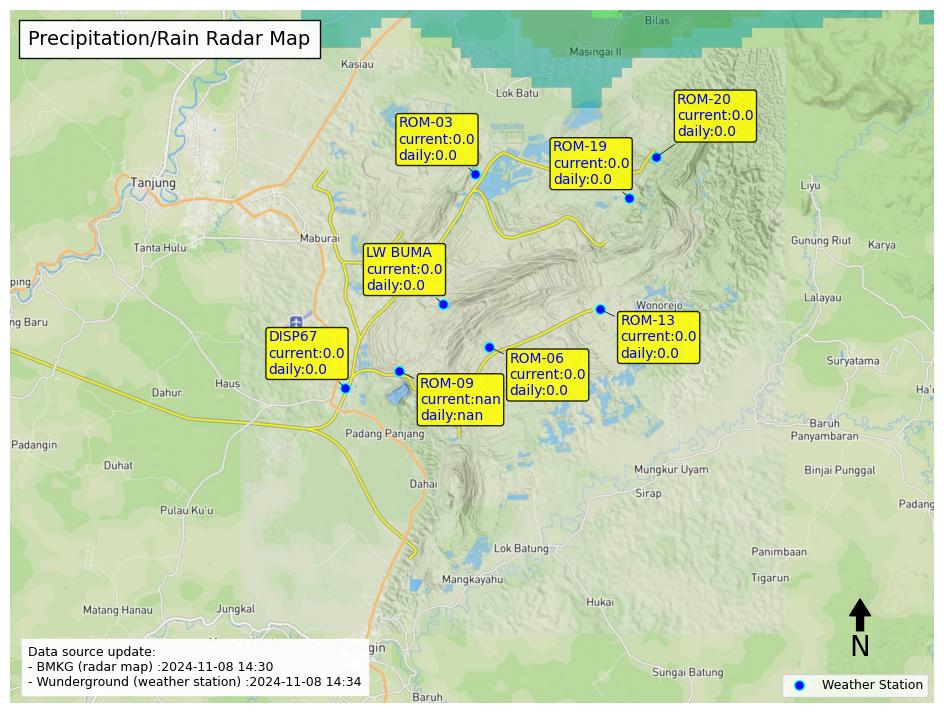 Precipitation/Rain Radar Map
Bilas
Masingai II
Kasiau
Lok Batu
ROM-20
current:0.0
daily:0.0
ROM-03
current:0.0
daily:0.0
ROM-19
current:0.0
daily:0.0
Tanjung
Liyu
Maburai
Tanta Hulu
Gunung Riut
Karya
LW BUMA
current:0.0
daily:0.0
ping
Lalayau
Wonorejo
ng Baru
ROM-13
current:0.0
daily:0.0
DISP67
current:0.0
daily:0.0
ROM-06
current:0.0
daily:0.0
Suryatama
ROM-09
current:nan
daily:nan
Haus
Dahur
Ha'
Padang Panjang
Baruh
Panyambaran
Padangin
Duhat
Mungkur Uyam
Binjai Punggal
Dahai
Sirap
Padang
Pulau Ku'u
Lok Batung
Panimbaan
Mangkayahu
Tigarun
Matang Hanau
Jungkal
Hukai
N
Data source update:
- BMKG (radar map) :2024-11-08 14:30
- Wunderground (weather station) :2024-11-08 14:34
Sungai Batung
Weather Station
Baruh